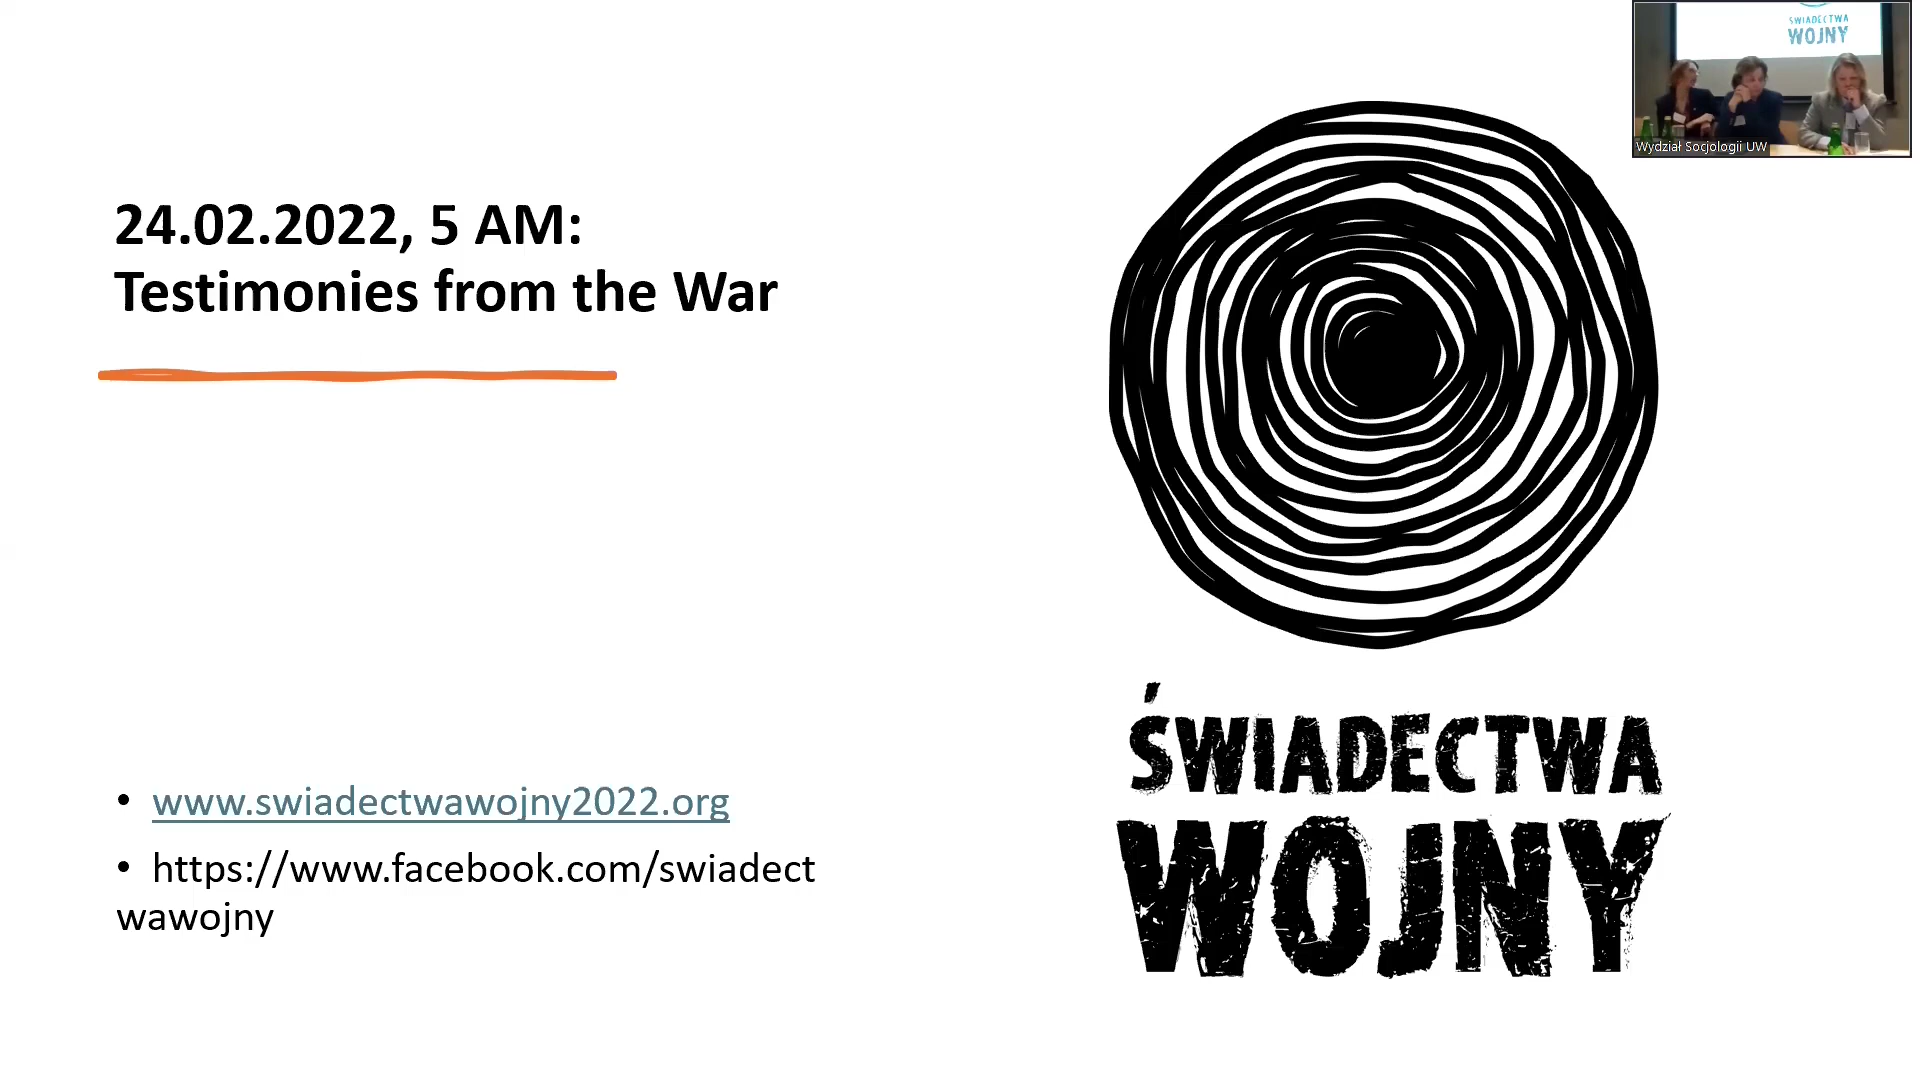 24.02.2022, 5 AM:
Testimonies from the War
• www.swiadectwawojny2022.org
• https://www.facebook.com/swiadect
wawojny
ŚWIADECTWA
WOJNY
ŚWIADECTWA
WOJNY
Wydział Socjologii UW